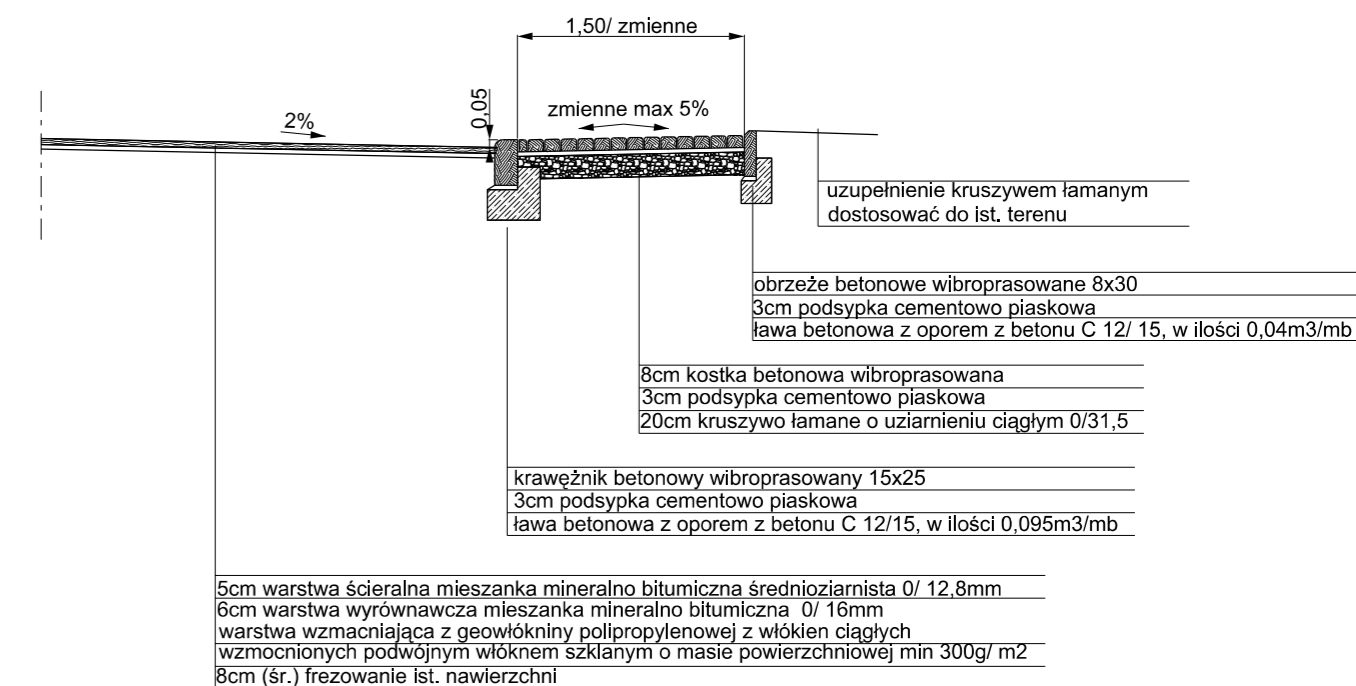 1,50/ zmienne
0,05
zmienne max 5%
2%
uzupełnienie kruszywem łamanym
dostosować do ist. terenu
obrzeże betonowe wibroprasowane 8x30
3cm podsypka cementowo piaskowa
ława betonowa z oporem z betonu C 12/ 15, w ilości 0,04m3/mb
8cm kostka betonowa wibroprasowana
3cm podsypka cementowo piaskowa
20cm kruszywo łamane o uziarnieniu ciągłym 0/31,5
krawężnik betonowy wibroprasowany 15x25
3cm podsypka cementowo piaskowa
ława betonowa z oporem z betonu C 12/15, w ilości 0,095m3/mb
5cm warstwa ścieralna mieszanka mineralno bitumiczna średnioziarnista 0/ 12,8mm
6cm warstwa wyrównawcza mieszanka mineralno bitumiczna 0/ 16mm
warstwa wzmacniająca z geowłókniny polipropylenowej z włókien ciągłych
wzmocnionych podwójnym włóknem szklanym o masie powierzchniowej min 300g/ m2
8cm (śr.) frezowanie ist. nawierzchni